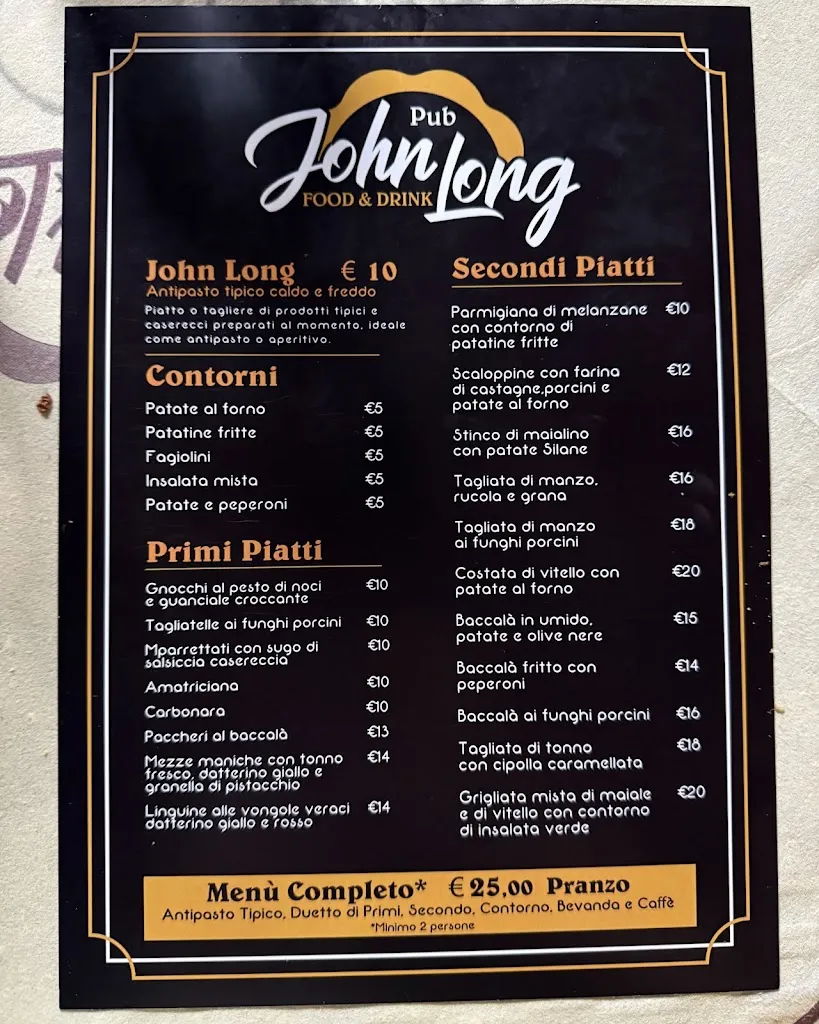 Pub
John Long
FOOD & DRINK
John Long € 10
Antipasto tipico caldo e freddo
Piatto o tagliere di prodotti tipici e
caserecci preparati al momento, ideale
come antipasto o aperitivo.
Contorni
Patate al forno €5
Patatine fritte €5
Fagiolini €5
Insalata mista €5
Patate e peperoni €5
Primi Piatti
Gnocchi al pesto di noci €10
e guanciale croccante
Tagliatelle ai funghi porcini €10
Mparrettati con sugo di €10
salsiccia casereccia
Amatriciana €10
Carbonara €10
Paccheri al baccalà €13
Mezze maniche con tonno €14
fresco, datterino giallo e
granella di pistacchio
Linguine alle vongole veraci €14
datterino giallo e rosso
Secondi Piatti
Parmigiana di melanzane €10
con contorno di
patatine fritte
Scaloppine con farina €12
di castagne,porcini e
patate al forno
Stinco di maialino €16
con patate Silane
Tagliata di manzo, €16
rucola e grana
Tagliata di manzo €18
ai funghi porcini
Costata di vitello con €20
patate al forno
Baccalà in umido, €15
patate e olive nere
Baccalà fritto con €14
peperoni
Baccalà ai funghi porcini €16
Tagliata di tonno €18
con cipolla caramellata
Grigliata mista di maiale €20
e di vitello con contorno
di insalata verde
Menù Completo* € 25,00 Pranzo
Antipasto Tipico, Duetto di Primi, Secondo, Contorno, Bevanda e Caffè
*Minimo 2 persone